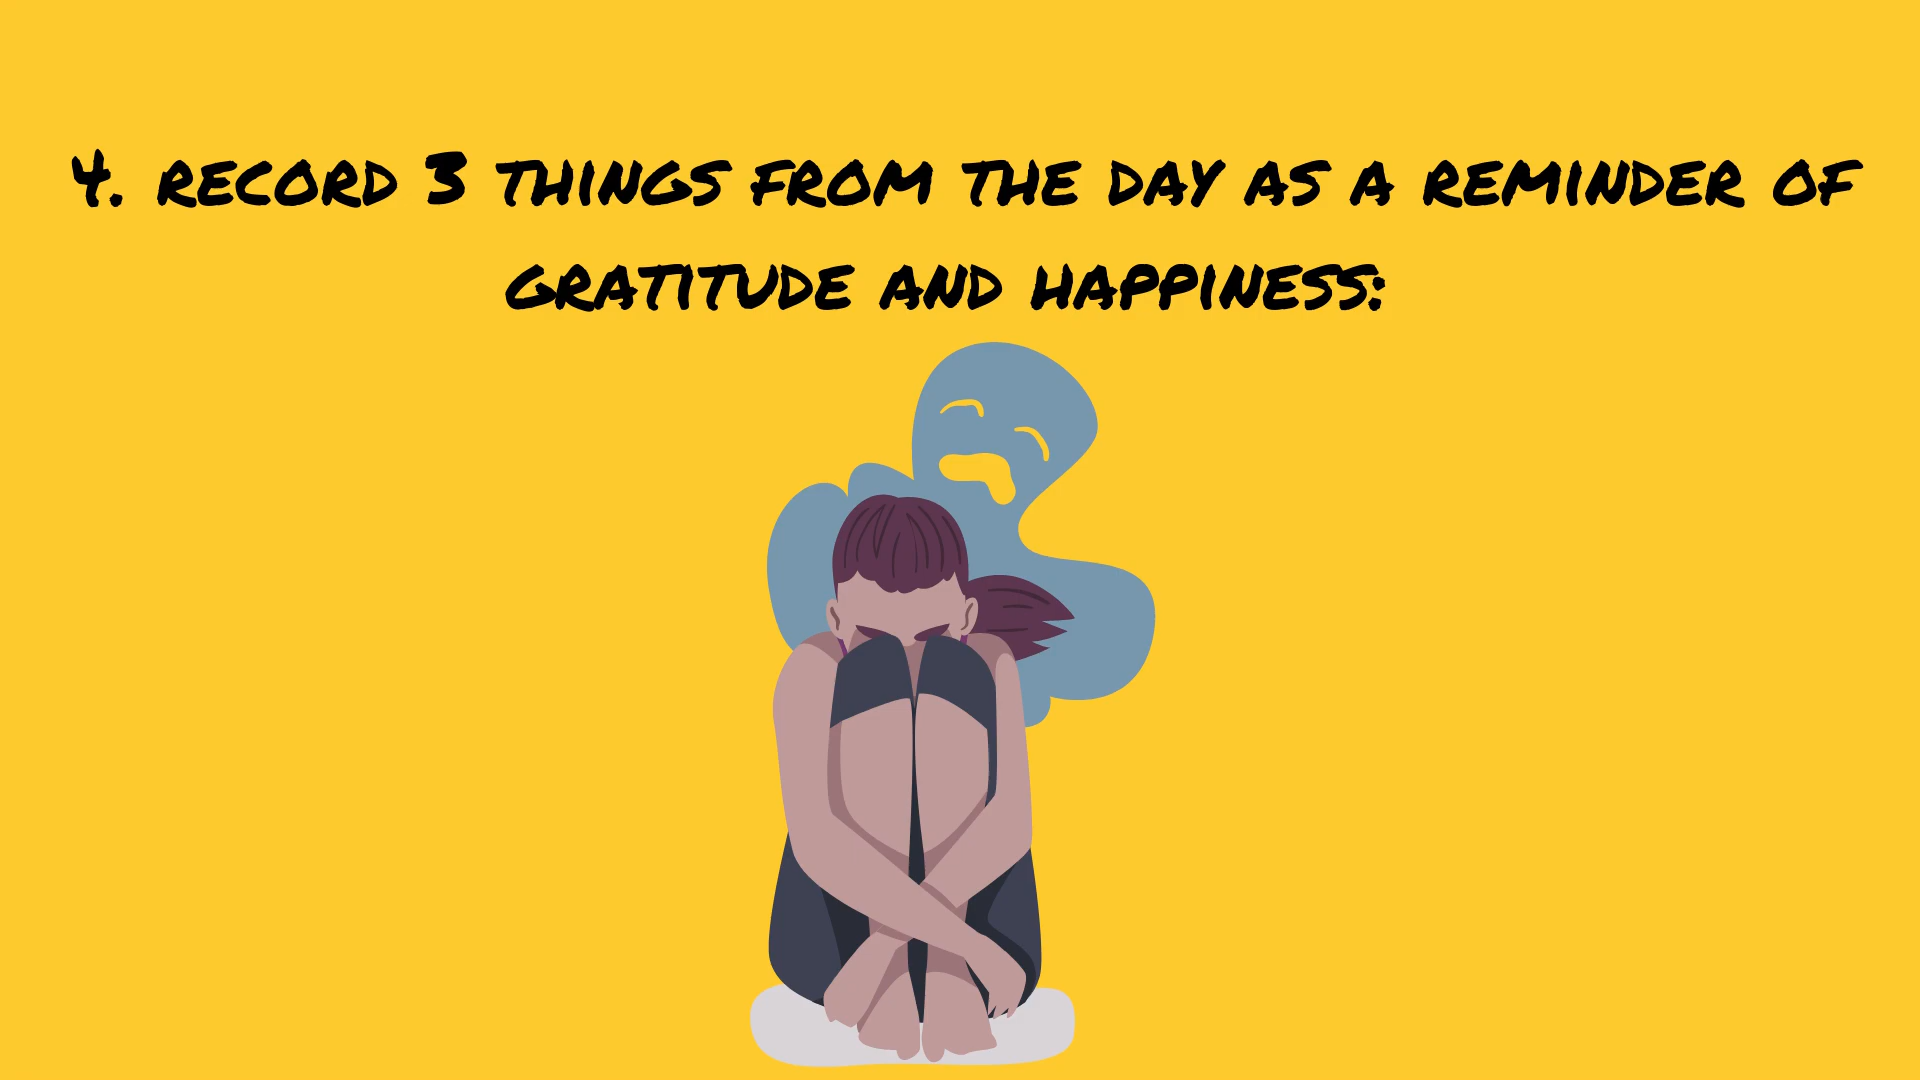 4. RECORD 3 THINGS FROM THE DAY AS A REMINDER OF
GRATITUDE AND HAPPINESS: